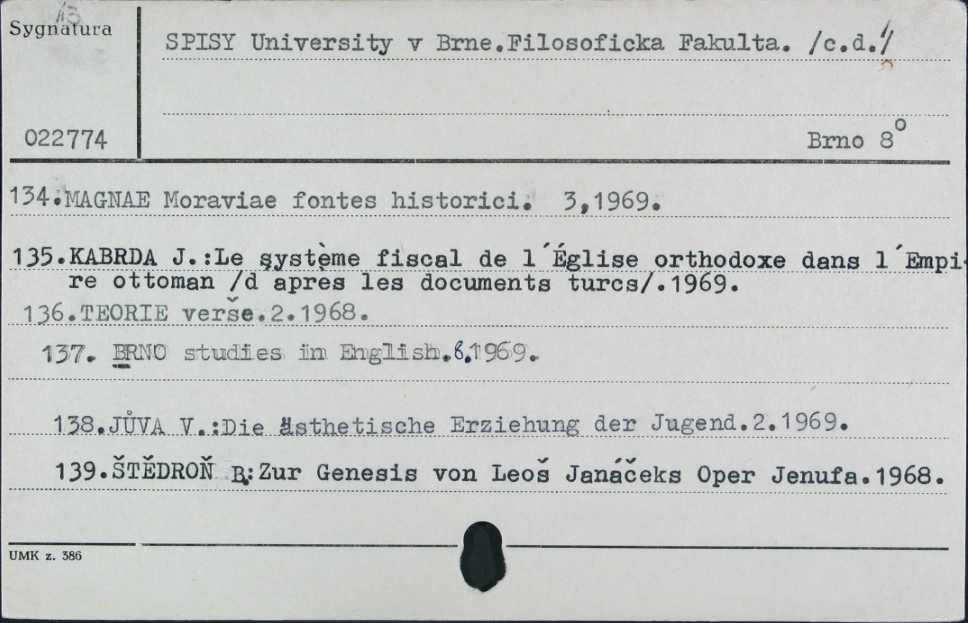 Sygnatura
SPISY University v Brne.Filosoficka Fakulta. /c.d./
022774
Brno 8o
134.MAGNAE Moraviae fontes historici. 3,1969.
135.KABRDA J.:Le système fiscal de l´Église orthodoxe dans l´Empi-
re ottoman /d après les documents turcs/.1969.
136.TEORIE verše.2.1968.
137. BRNO studies in English.8.1969.
138.JŮVA V.:Die ästhetische Erziehung der Jugend.2.1969.
139.ŠTĚDROŇ B.:Zur Genesis von Leoš Janáčeks Oper Jenufa.1968.
UMK z. 386